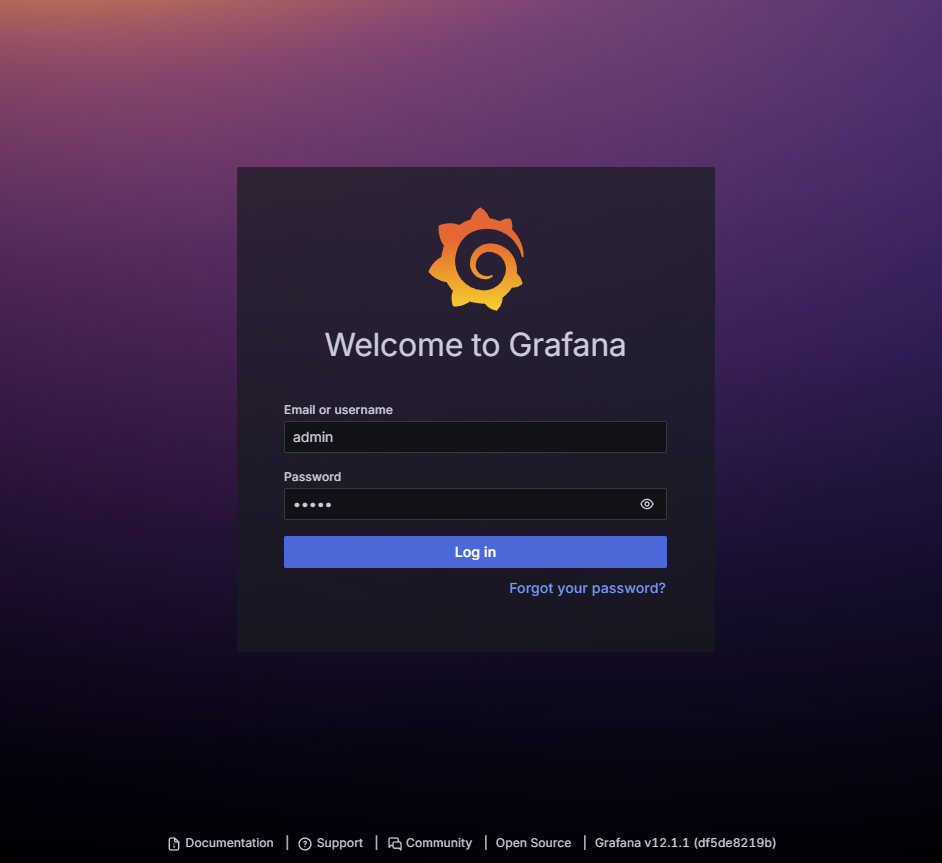 Welcome to Grafana
Email or username
admin
Password
•••••
Log in
Forgot your password?
Documentation | Support | Community | Open Source | Grafana v12.1.1 (df5de8219b)